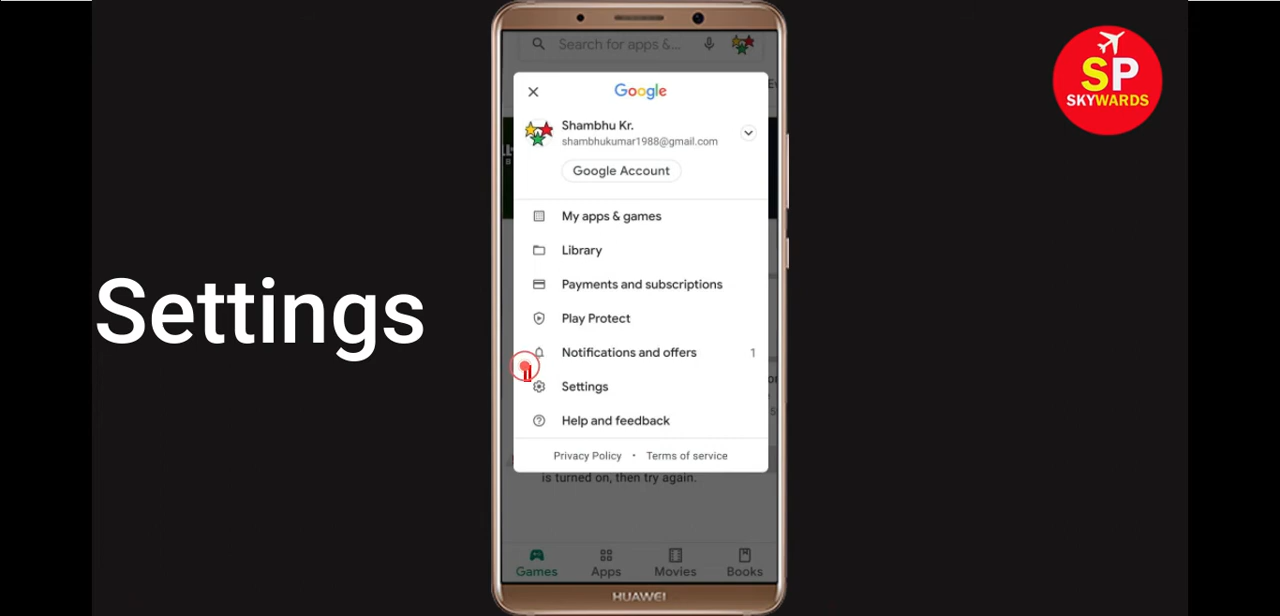 Search for apps &...
SP
SKYWARDS
Google
Shambhu Kr.
shambhukumar1988@gmail.com
Google Account
My apps & games
Library
Payments and subscriptions
Settings
Play Protect
Notifications and offers 1
Settings
Help and feedback
Privacy Policy • Terms of service
is turned on, then try again.
Games Apps Movies Books
HUAWEI